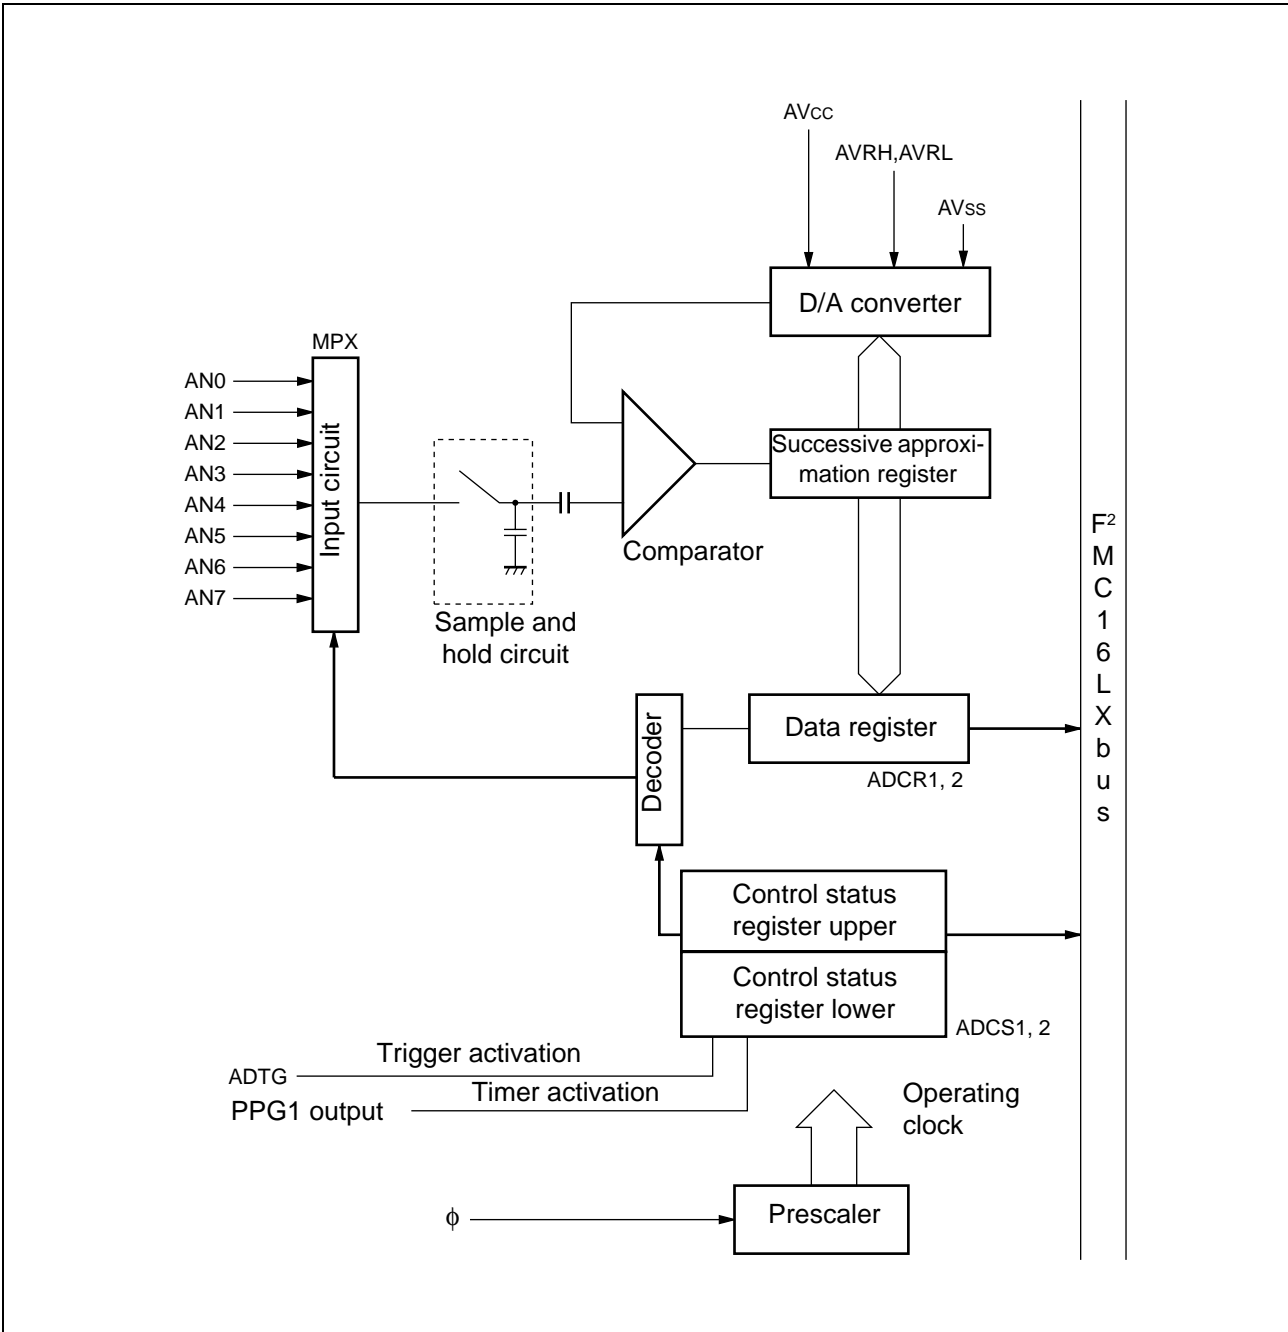 AVCC
AVRH,AVRL
AVSS
D/A converter
MPX
AN0
AN1
AN2
AN3
AN4
AN5
AN6
AN7
Input circuit
Successive approxi-
mation register
Comparator
Sample and
hold circuit
F²
M
C
1
6
L
X
b
u
s
Decoder
Data register
ADCR1, 2
Control status
register upper
Control status
register lower
ADCS1, 2
Trigger activation
ADTG
Timer activation
PPG1 output
Operating
clock
Prescaler
ϕ